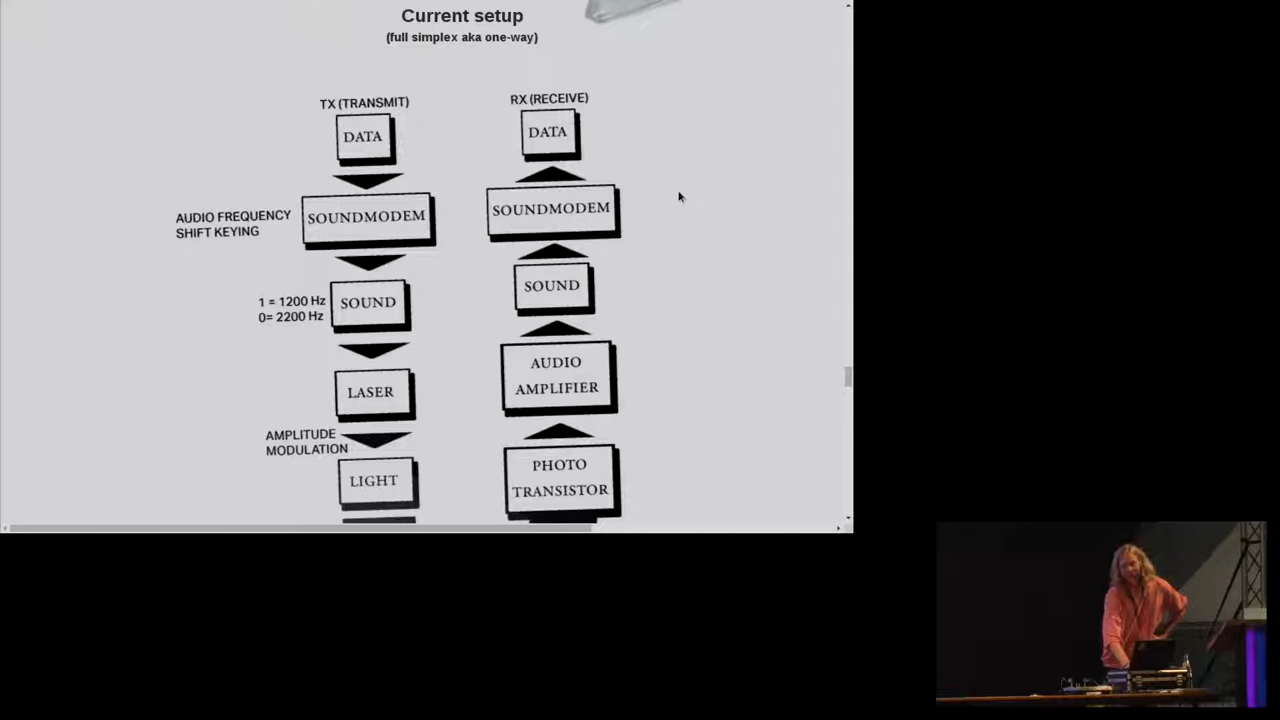 Current setup
(full simplex aka one-way)
TX (TRANSMIT)
DATA
AUDIO FREQUENCY
SHIFT KEYING
SOUNDMODEM
1 = 1200 Hz
0= 2200 Hz
SOUND
LASER
AMPLITUDE
MODULATION
LIGHT
RX (RECEIVE)
DATA
SOUNDMODEM
SOUND
AUDIO
AMPLIFIER
PHOTO
TRANSISTOR